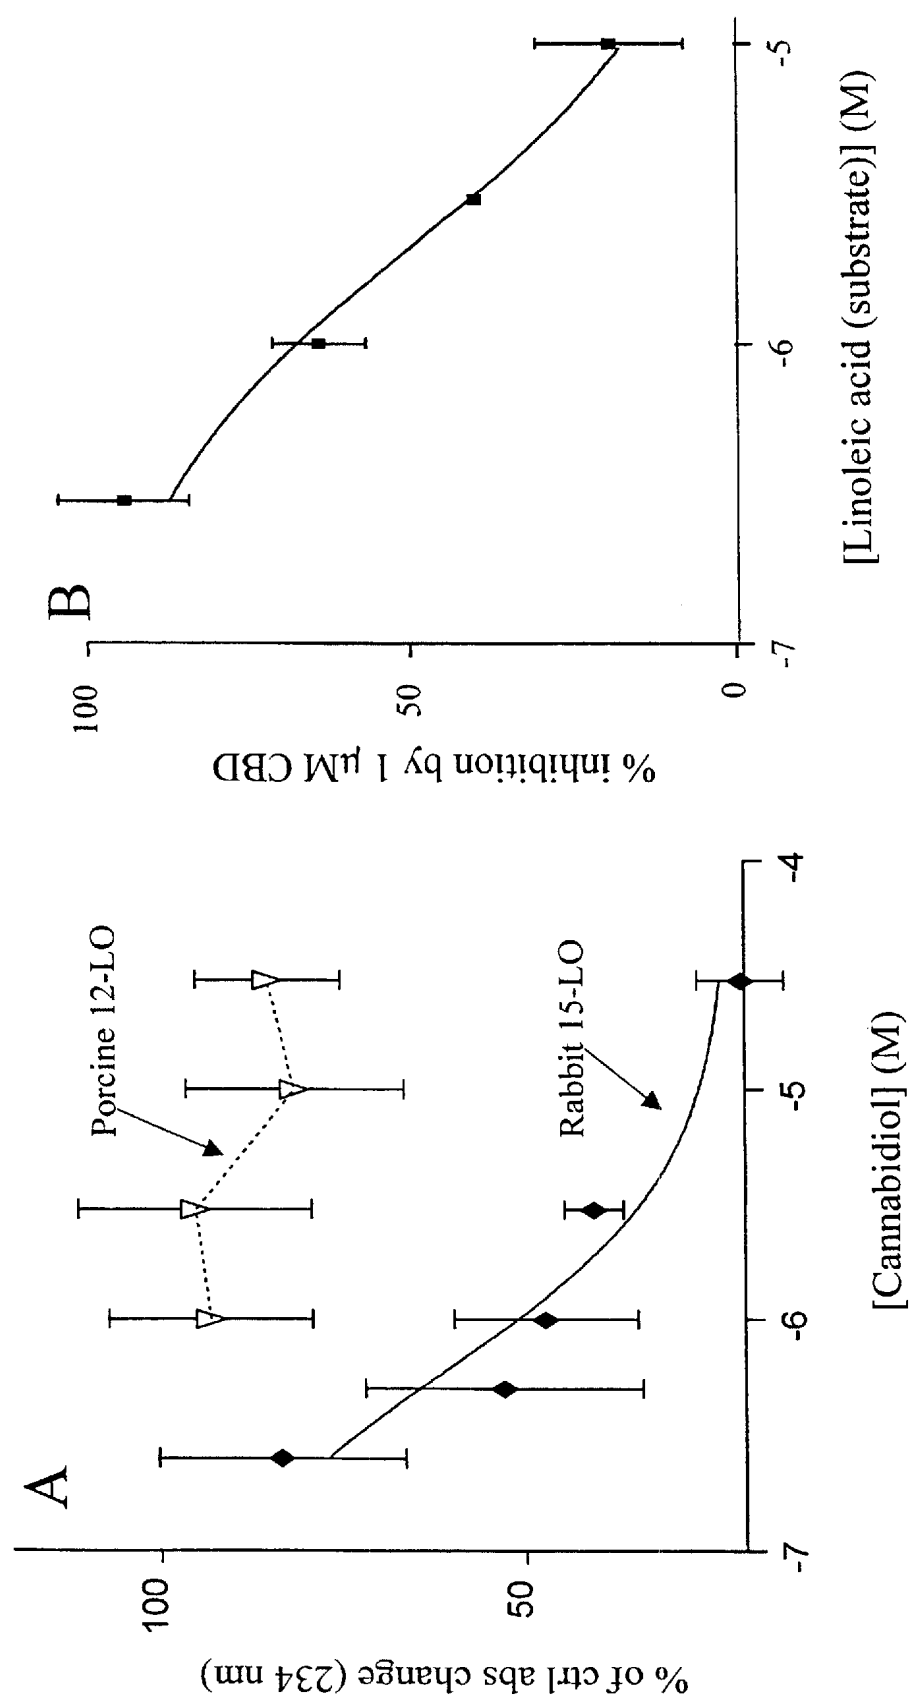 A
% of ctrl abs change (234 nm)
100
50
Porcine 12-LO
Rabbit 15-LO
-7
-6
-5
-4
[Cannabidiol] (M)
B
% inhibition by 1 µM CBD
100
50
0
-7
-6
-5
[Linoleic acid (substrate)] (M)